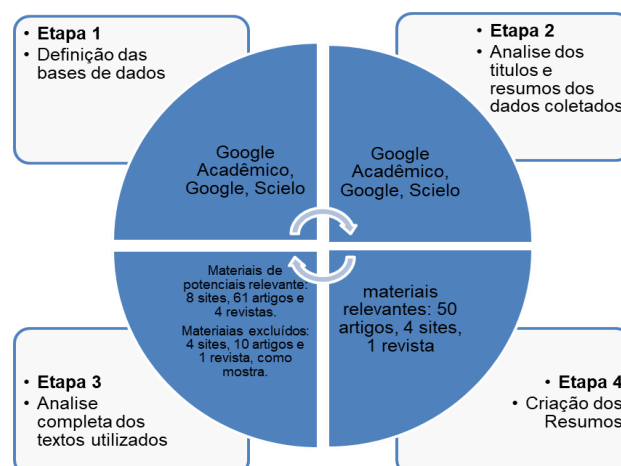 • Etapa 1
• Definição das
bases de dados
• Etapa 2
• Analise dos
titulos e
resumos dos
dados coletados
Google
Acadêmico,
Google, Scielo
Google
Acadêmico,
Google, Scielo
Materiais de
potenciais relevante:
8 sites, 61 artigos e
4 revistas.
Materiais excluídos:
4 sites, 10 artigos e
1 revista, como
mostra.
materiais
relevantes: 50
artigos, 4 sites,
1 revista
• Etapa 3
• Analise
completa dos
textos utilizados
• Etapa 4
• Criação dos
Resumos